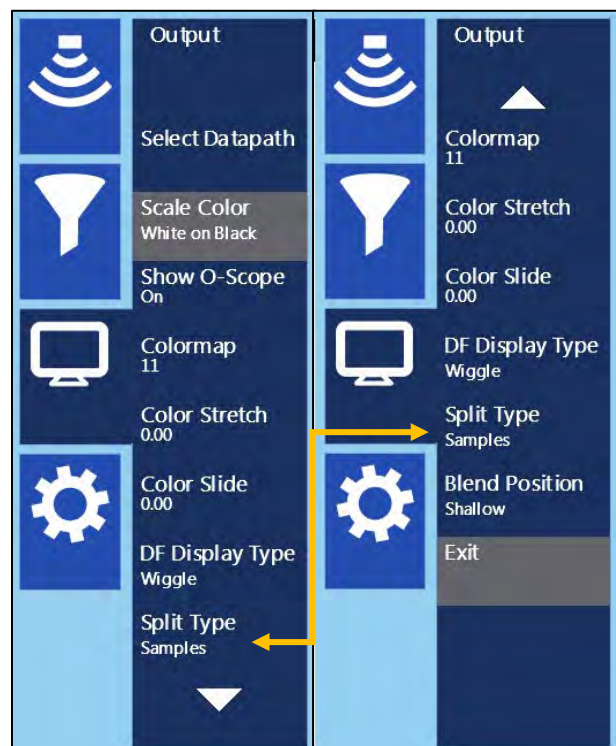 Output
Select Datapath
Scale Color
White on Black
Show O-Scope
On
Colormap
11
Color Stretch
0.00
Color Slide
0.00
DF Display Type
Wiggle
Split Type
Samples
Output
Colormap
11
Color Stretch
0.00
Color Slide
0.00
DF Display Type
Wiggle
Split Type
Samples
Blend Position
Shallow
Exit